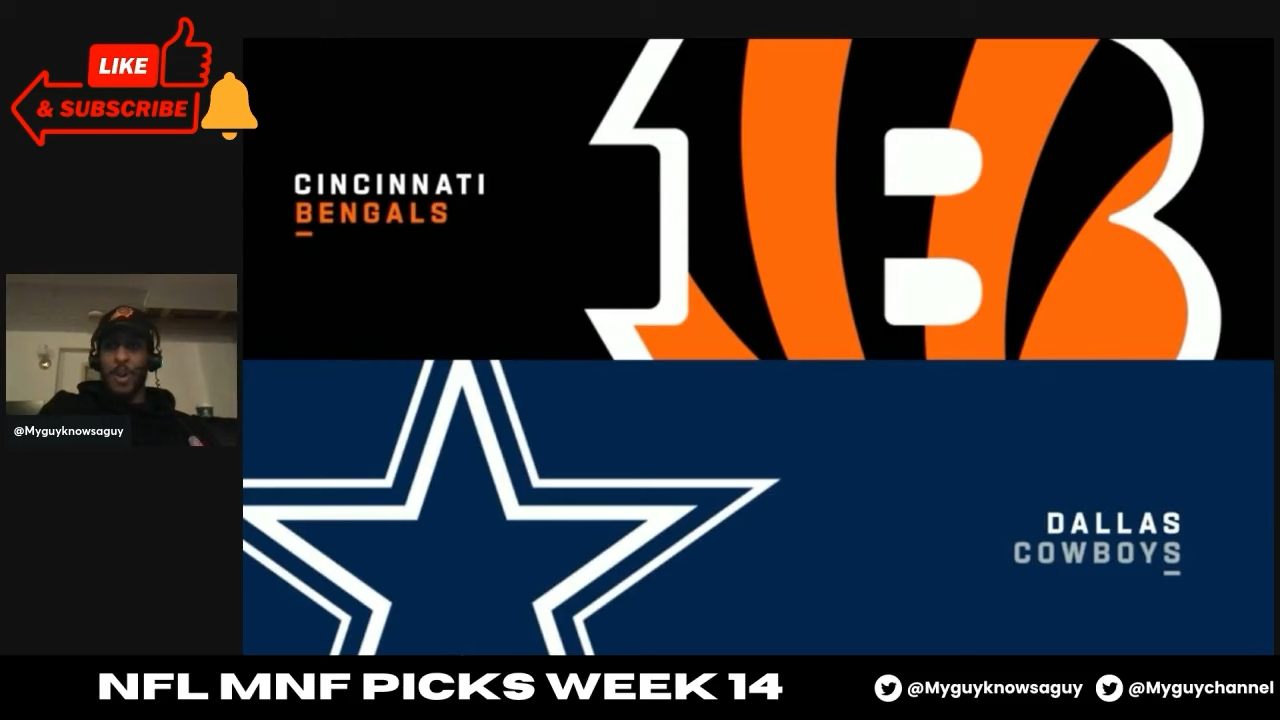 LIKE
& SUBSCRIBE
CINCINNATI
BENGALS
@Myguyknowsaguy
DALLAS
COWBOYS
NFL MNF PICKS WEEK 14
@Myguyknowsaguy
@Myguychannel